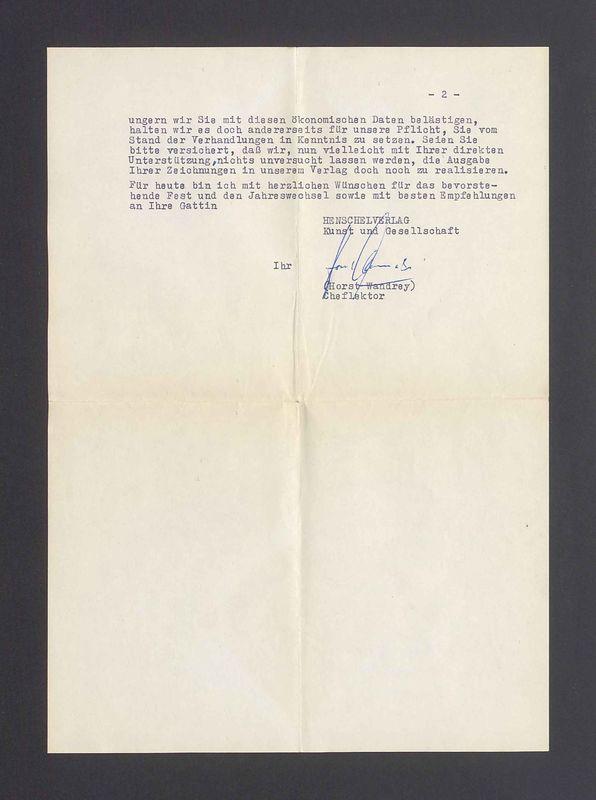 - 2 -
ungern wir Sie mit diesen ökonomischen Daten belästigen,
halten wir es doch andererseits für unsere Pflicht, Sie vom
Stand der Verhandlungen in Kenntnis zu setzen. Seien Sie
bitte versichert, daß wir, nun vielleicht mit Ihrer direkten
Unterstützung,nichts unversucht lassen werden, die Ausgabe
Ihrer Zeichnungen in unserem Verlag doch noch zu realisieren.
Für heute bin ich mit herzlichen Wünschen für das bevorste-
hende Fest und den Jahreswechsel sowie mit besten Empfehlungen
an Ihre Gattin
HENSCHELVERLAG
Kunst und Gesellschaft
Ihr
(Horst Wandrey)
Cheflektor